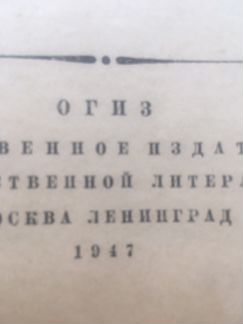 ОГИЗ
ВЕННОЕ ИЗДАТ
СТВЕННОЙ ЛИТЕРА
ОСКВА ЛЕНИНГРАД
1947